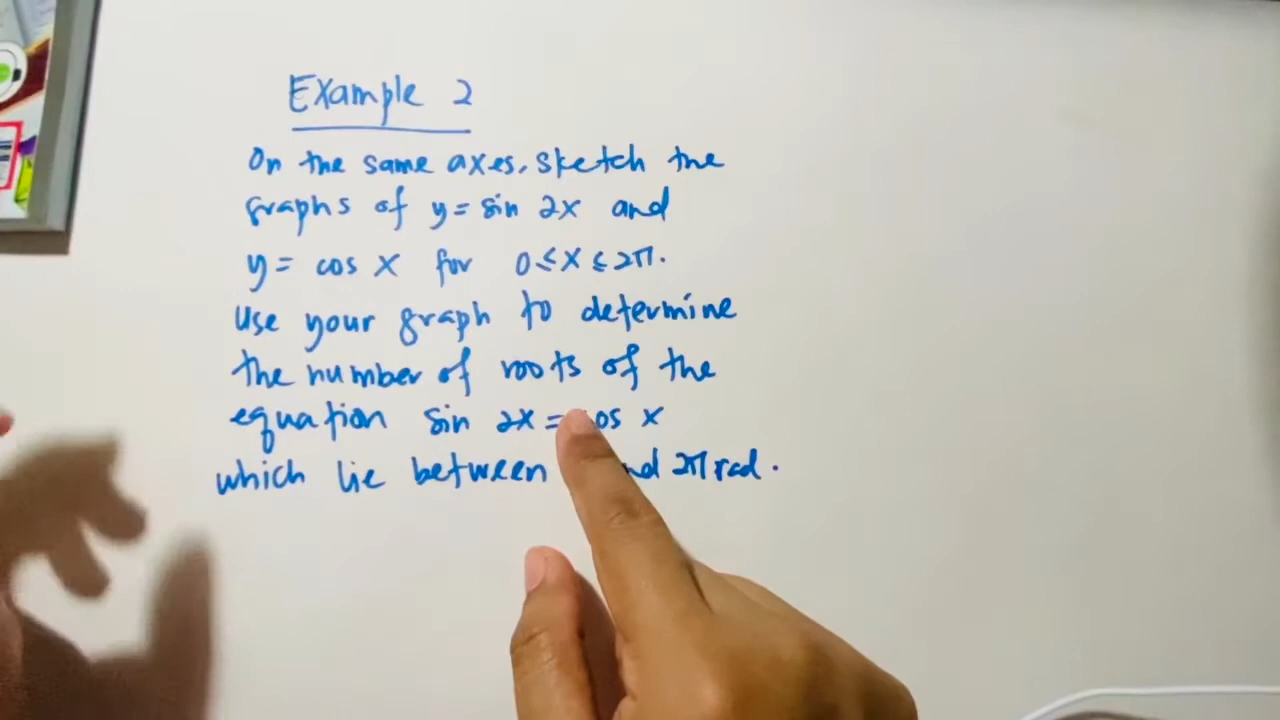 Example 2
On the same axes, sketch the
graphs of y = sin 2x and
y = cos x for 0 ≤ x ≤ 2π.
Use your graph to determine
the number of roots of the
equation sin 2x = cos x
which lie between 2π rad.